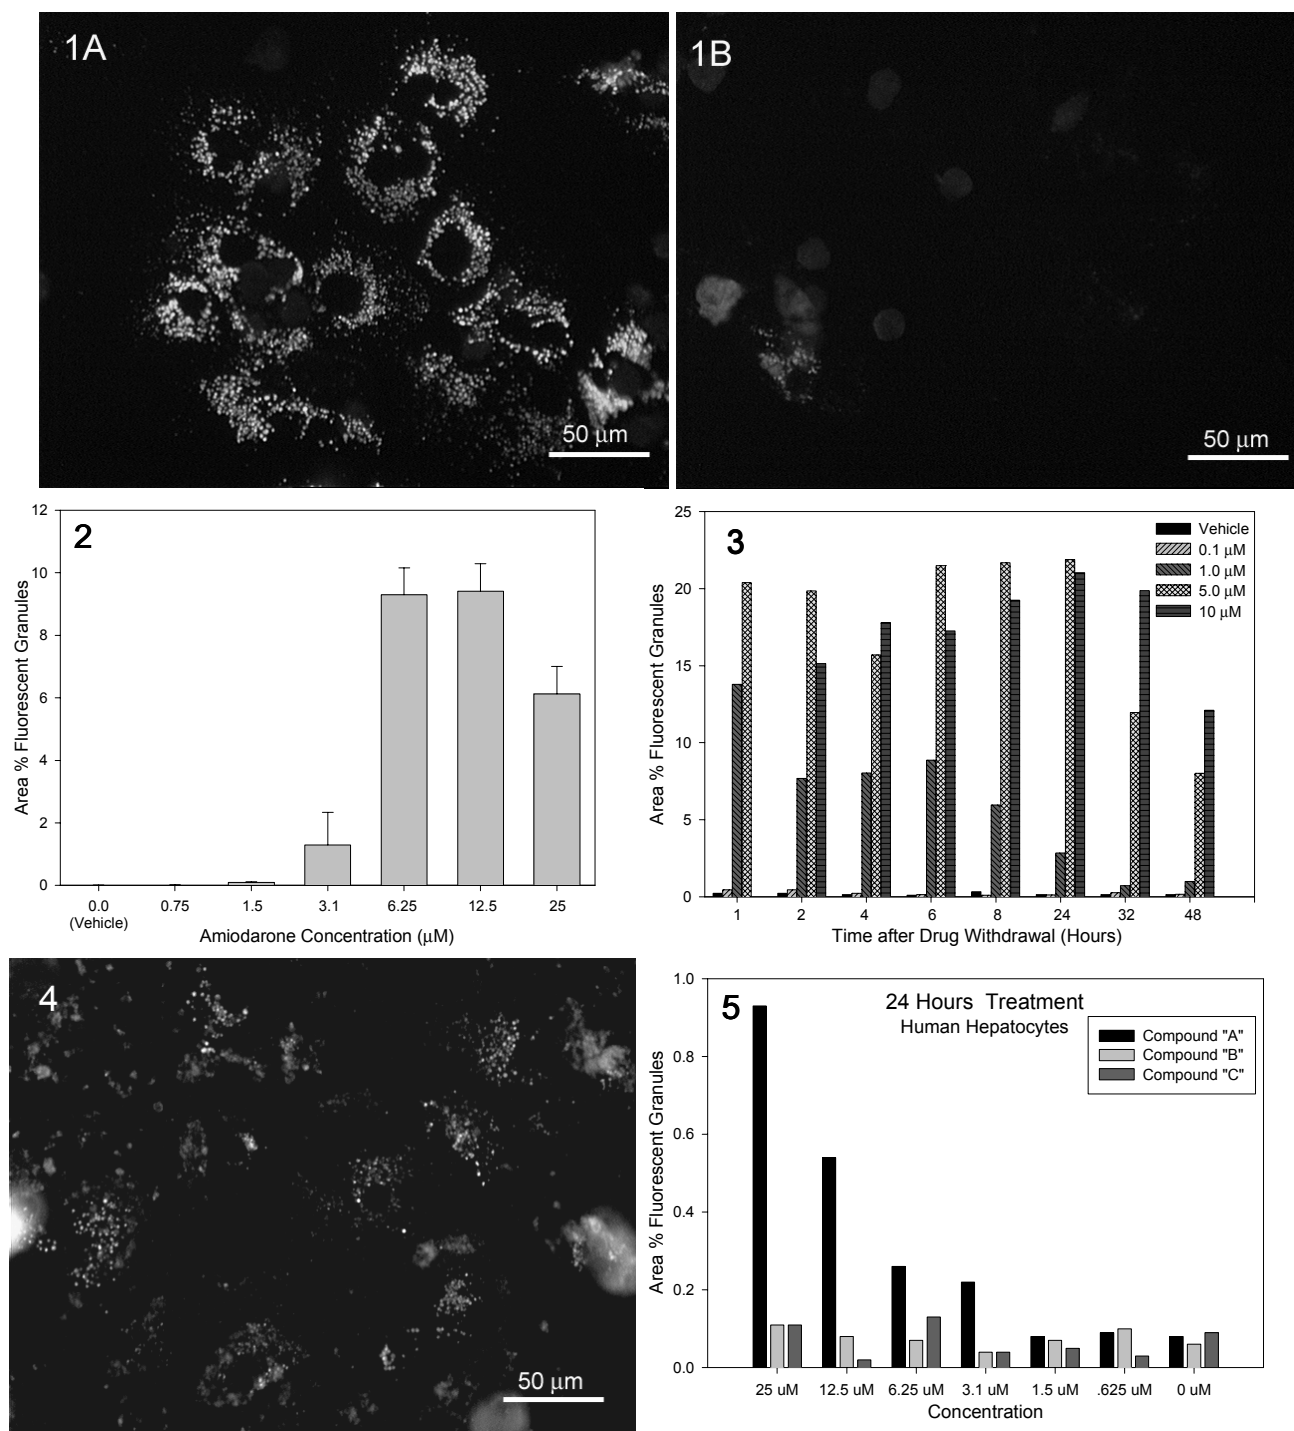 1A
50 μm
1B
50 μm
2
Area % Fluorescent Granules
12
10
8
6
4
2
0
0.0
(Vehicle)
0.75
1.5
3.1
6.25
12.5
25
Amiodarone Concentration (μM)
3
Area % Fluorescent Granules
25
20
15
10
5
0
Vehicle
0.1 μM
1.0 μM
5.0 μM
10 μM
1 2 4 6 8 24 32 48
Time after Drug Withdrawal (Hours)
4
50 μm
5
24 Hours Treatment
Human Hepatocytes
Compound "A"
Compound "B"
Compound "C"
Area % Fluorescent Granules
1.0
0.8
0.6
0.4
0.2
0.0
25 uM 12.5 uM 6.25 uM 3.1 uM 1.5 uM .625 uM 0 uM
Concentration